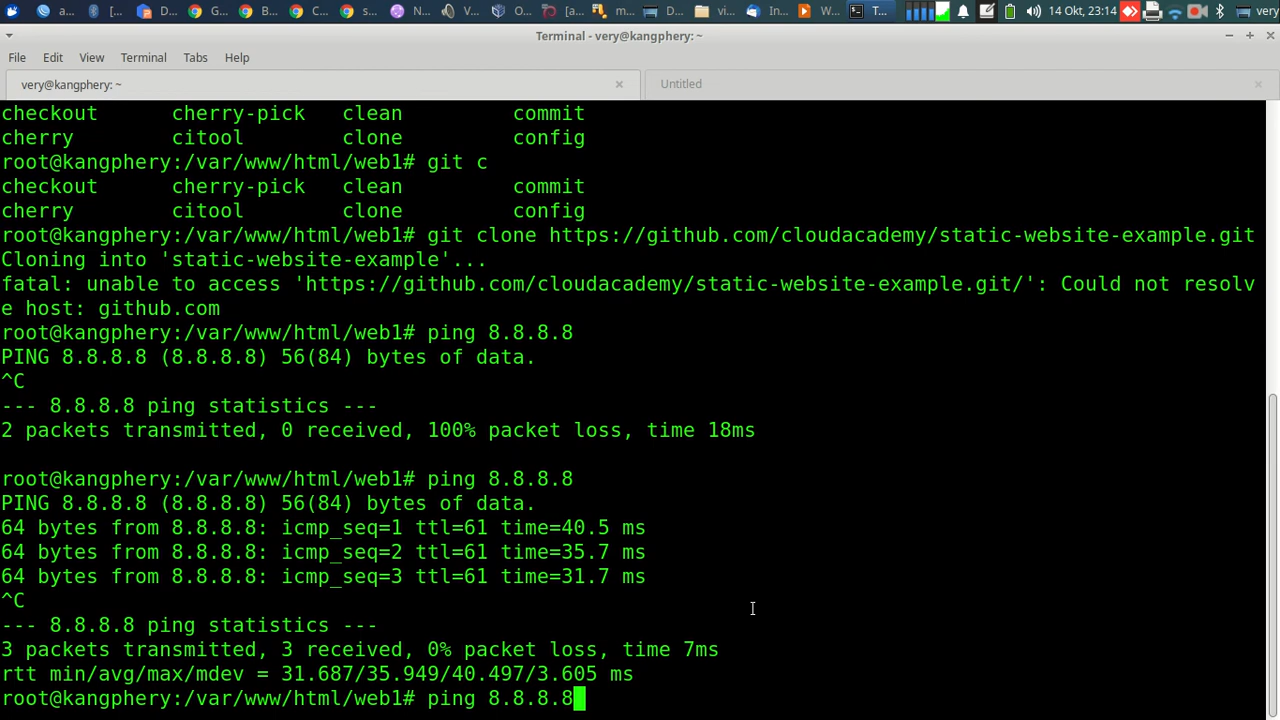 a...
[...
D...
G...
B...
C...
s...
N...
V...
O...
[a...
m...
D...
vi...
In...
W...
T...
14 Okt, 23:14
very
Terminal - very@kangphery: ~
File Edit View Terminal Tabs Help
very@kangphery: ~
Untitled
checkout cherry-pick clean commit
cherry citool clone config
root@kangphery:/var/www/html/web1# git c
checkout cherry-pick clean commit
cherry citool clone config
root@kangphery:/var/www/html/web1# git clone https://github.com/cloudacademy/static-website-example.git
Cloning into 'static-website-example'...
fatal: unable to access 'https://github.com/cloudacademy/static-website-example.git/': Could not resolv
e host: github.com
root@kangphery:/var/www/html/web1# ping 8.8.8.8
PING 8.8.8.8 (8.8.8.8) 56(84) bytes of data.
^C
--- 8.8.8.8 ping statistics ---
2 packets transmitted, 0 received, 100% packet loss, time 18ms
root@kangphery:/var/www/html/web1# ping 8.8.8.8
PING 8.8.8.8 (8.8.8.8) 56(84) bytes of data.
64 bytes from 8.8.8.8: icmp_seq=1 ttl=61 time=40.5 ms
64 bytes from 8.8.8.8: icmp_seq=2 ttl=61 time=35.7 ms
64 bytes from 8.8.8.8: icmp_seq=3 ttl=61 time=31.7 ms
^C
--- 8.8.8.8 ping statistics ---
3 packets transmitted, 3 received, 0% packet loss, time 7ms
rtt min/avg/max/mdev = 31.687/35.949/40.497/3.605 ms
root@kangphery:/var/www/html/web1# ping 8.8.8.8